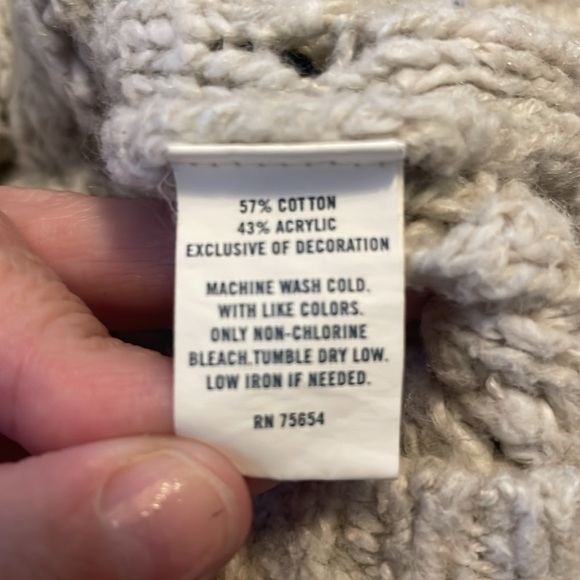 57% COTTON
43% ACRYLIC
EXCLUSIVE OF DECORATION
MACHINE WASH COLD.
WITH LIKE COLORS.
ONLY NON-CHLORINE
BLEACH.TUMBLE DRY LOW.
LOW IRON IF NEEDED.
RN 75654